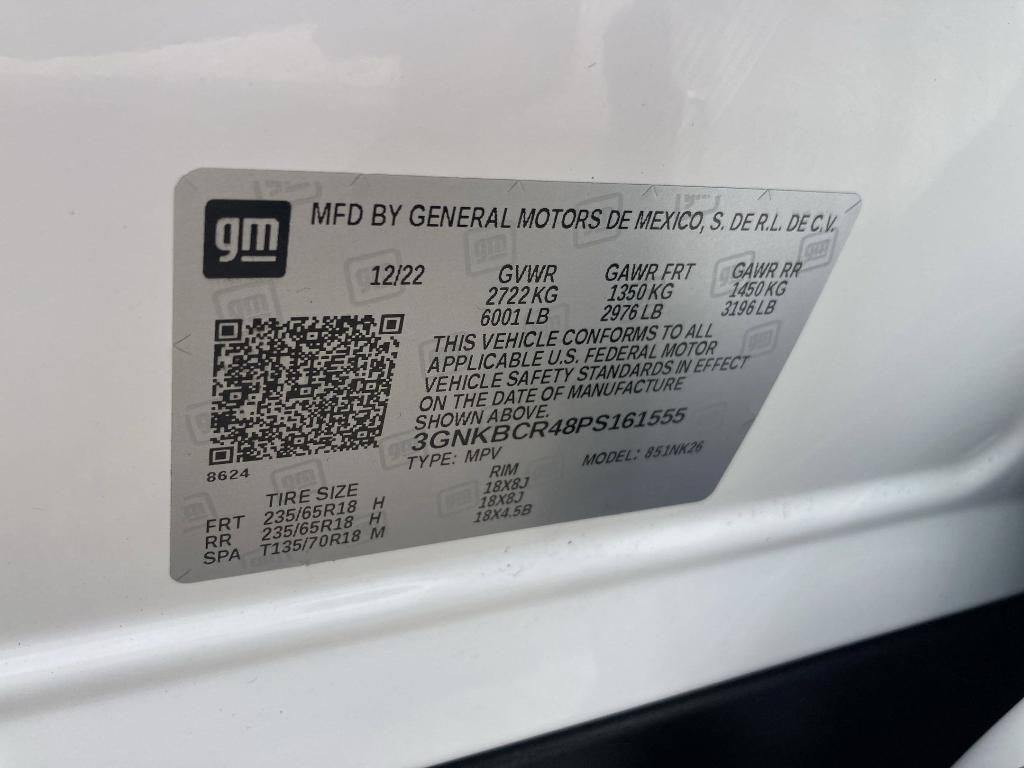 gm
MFD BY GENERAL MOTORS DE MEXICO, S. DE R.L. DE C.V.
12/22 GVWR GAWR FRT GAWR RR
2722 KG 1350 KG 1450 KG
6001 LB 2976 LB 3196 LB
THIS VEHICLE CONFORMS TO ALL
APPLICABLE U.S. FEDERAL MOTOR
VEHICLE SAFETY STANDARDS IN EFFECT
ON THE DATE OF MANUFACTURE
SHOWN ABOVE.
3GNKBCR48PS161555
TYPE: MPV MODEL: 851NK26
8624
TIRE SIZE RIM
FRT 235/65R18 H 18X8J
RR 235/65R18 H 18X8J
SPA T135/70R18 M 18X4.5B